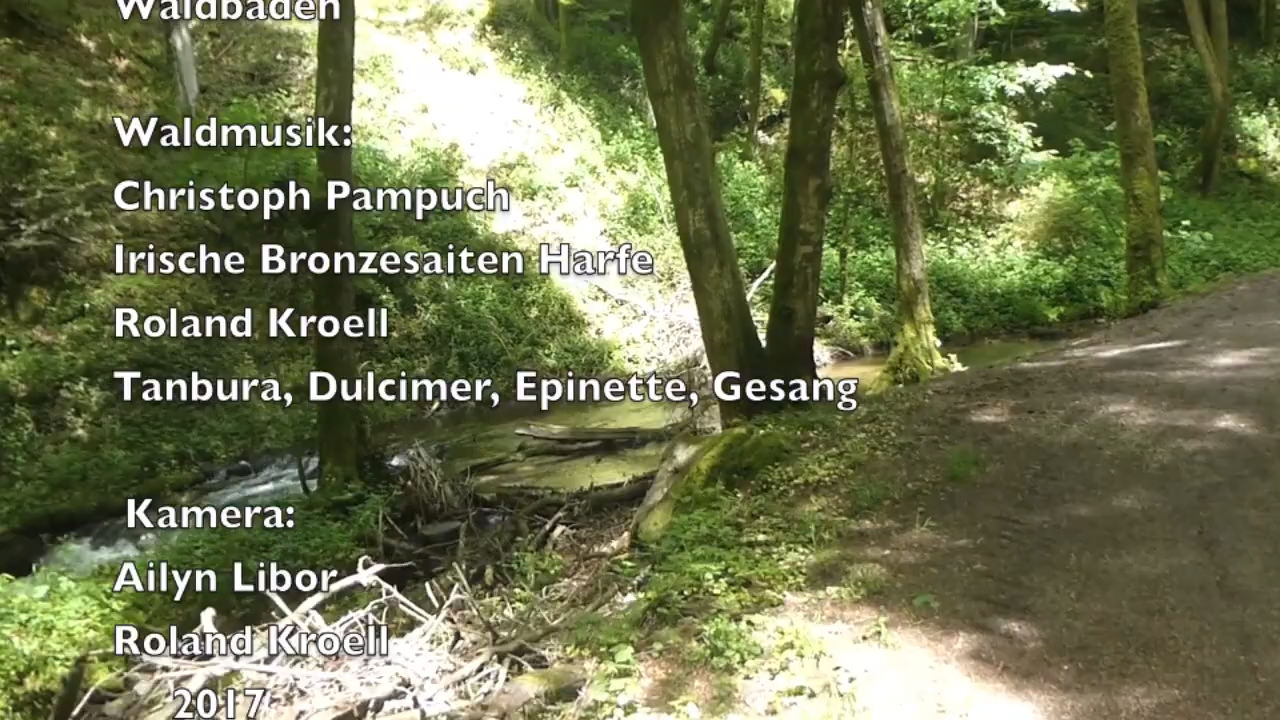 Waldbaden
Waldmusik:
Christoph Pampuch
Irische Bronzesaiten Harfe
Roland Kroell
Tanbura, Dulcimer, Epinette, Gesang
Kamera:
Ailyn Libor
Roland Kroell
2017